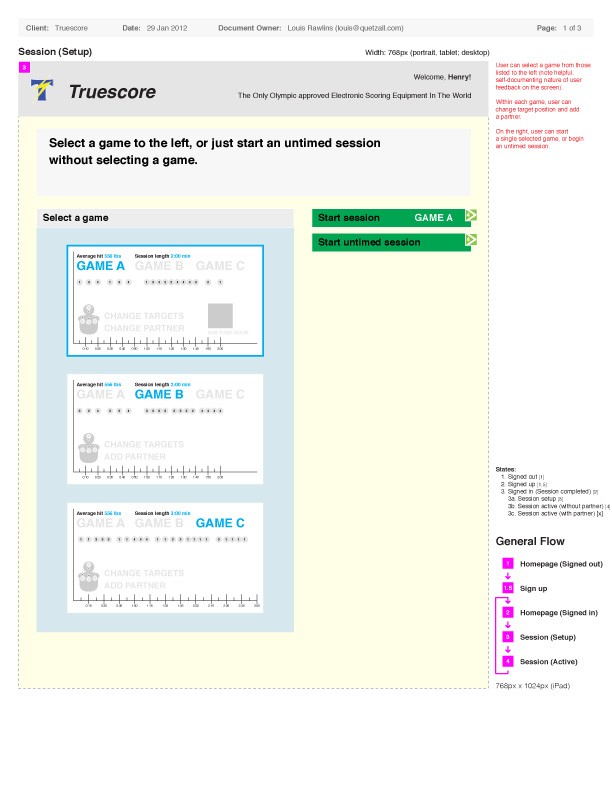 Client: Truescore Date: 29 Jan 2012 Document Owner: Louis Rawlins (louis@quetzall.com) Page: 1 of 3
Session (Setup)
Width: 768px (portrait, tablet; desktop)
3
Truescore
Welcome, Henry!
The Only Olympic approved Electronic Scoring Equipment In The World
Select a game to the left, or just start an untimed session
without selecting a game.
Select a game
Average hit 556 lbs Session length 2:00 min
GAME A GAME B GAME C
CHANGE TARGETS
CHANGE PARTNER
Average hit 556 lbs Session length 2:00 min
GAME A GAME B GAME C
CHANGE TARGETS
ADD PARTNER
Average hit 556 lbs Session length 3:00 min
GAME A GAME B GAME C
CHANGE TARGETS
ADD PARTNER
Start session GAME A
Start untimed session
User can select a game from those
listed to the left (note helpful,
self-documenting nature of user
feedback on the screen).
Within each game, user can
change target position and add
a partner.
On the right, user can start
a single selected game, or begin
an untimed session.
States:
1. Signed out [1]
2. Signed up [1.5]
3. Signed in (Session completed) [2]
3a. Session setup [3]
3b. Session active (without partner) [4]
3c. Session active (with partner) [x]
General Flow
1 Homepage (Signed out)
1.5 Sign up
2 Homepage (Signed in)
3 Session (Setup)
4 Session (Active)
768px x 1024px (iPad)